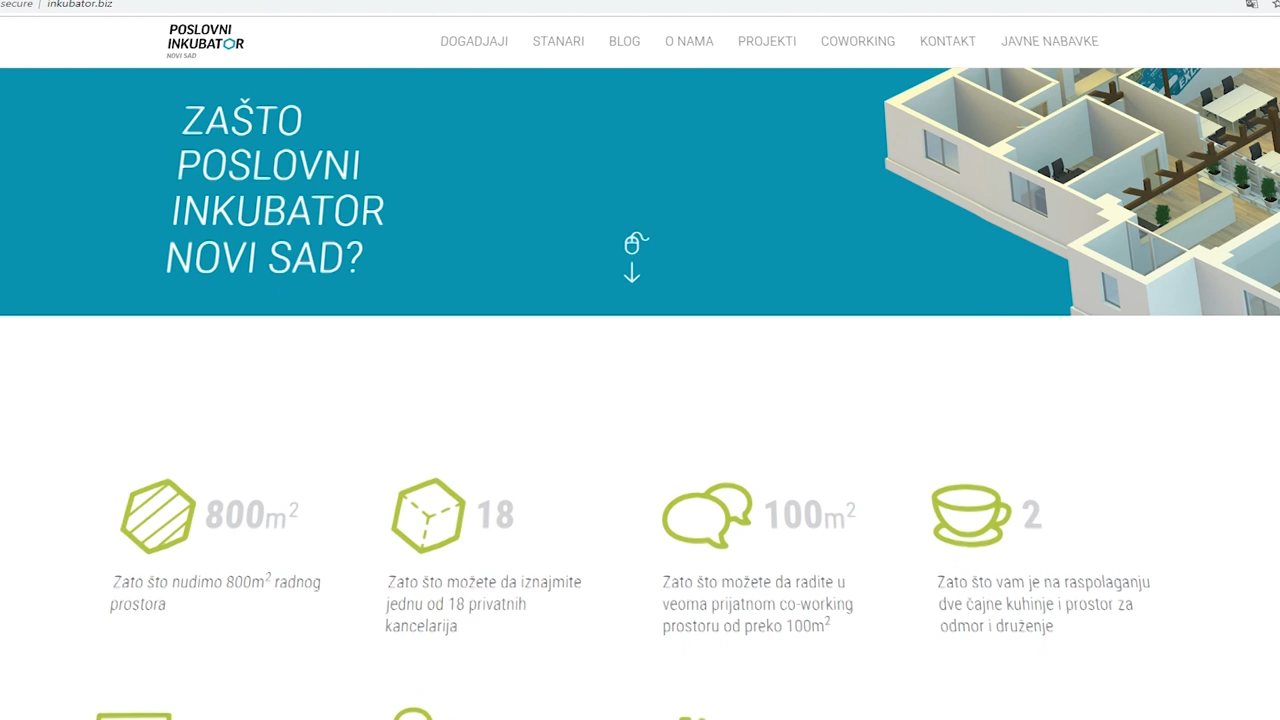 secure | inkubator.biz
POSLOVNI
INKUBATOR
NOVI SAD
DOGADJAJI STANARI BLOG O NAMA PROJEKTI COWORKING KONTAKT JAVNE NABAVKE
ZAŠTO
POSLOVNI
INKUBATOR
NOVI SAD?
800m²
Zato što nudimo 800m² radnog
prostora
18
Zato što možete da iznajmite
jednu od 18 privatnih
kancelarija
100m²
Zato što možete da radite u
veoma prijatnom co-working
prostoru od preko 100m²
2
Zato što vam je na raspolaganju
dve čajne kuhinje i prostor za
odmor i druženje